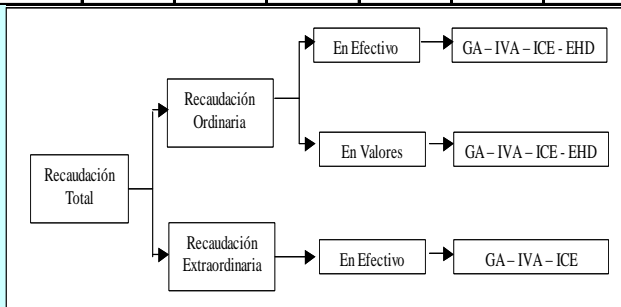 En Efectivo
GA – IVA – ICE - EHD
Recaudación
Ordinaria
En Valores
GA – IVA – ICE - EHD
Recaudación
Total
Recaudación
Extraordinaria
En Efectivo
GA – IVA – ICE